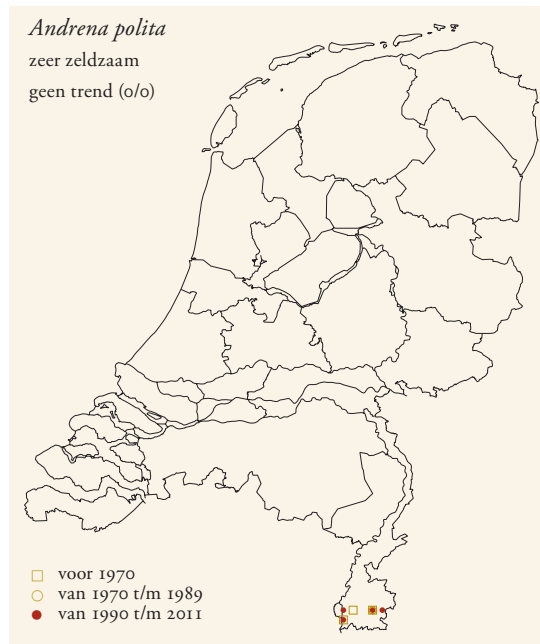 Andrena polita
zeer zeldzaam
geen trend (0/0)
voor 1970
van 1970 t/m 1989
van 1990 t/m 2011